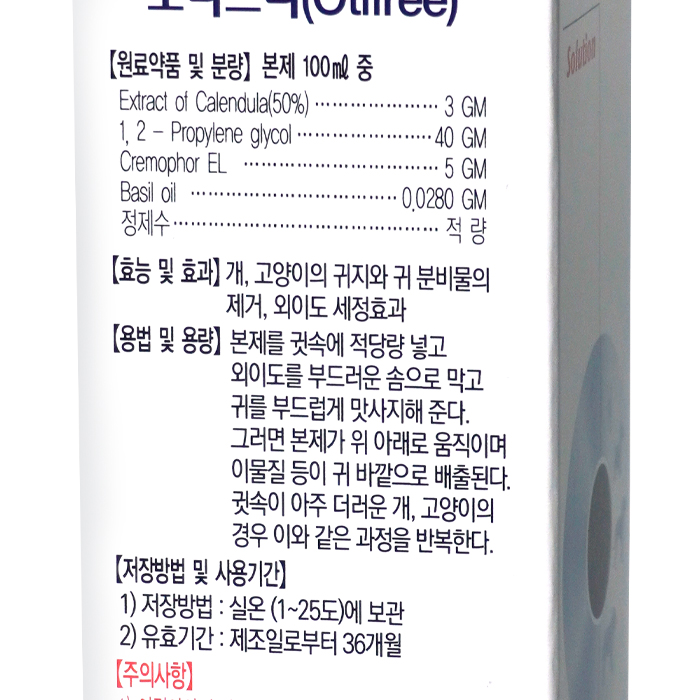 오티프리(Otifree)
Solution
【원료약품 및 분량】 본제 100㎖ 중
Extract of Calendula(50%) ························ 3 GM
1, 2 - Propylene glycol ························ 40 GM
Cremophor EL ························ 5 GM
Basil oil ························ 0.0280 GM
정제수 ························ 적 량
【효능 및 효과】 개, 고양이의 귀지와 귀 분비물의
제거, 외이도 세정효과
【용법 및 용량】 본제를 귓속에 적당량 넣고
외이도를 부드러운 솜으로 막고
귀를 부드럽게 맛사지해 준다.
그러면 본제가 위 아래로 움직이며
이물질 등이 귀 바깥으로 배출된다.
귓속이 아주 더러운 개, 고양이의
경우 이와 같은 과정을 반복한다.
【저장방법 및 사용기간】
1) 저장방법 : 실온 (1~25도)에 보관
2) 유효기간 : 제조일로부터 36개월
【주의사항】